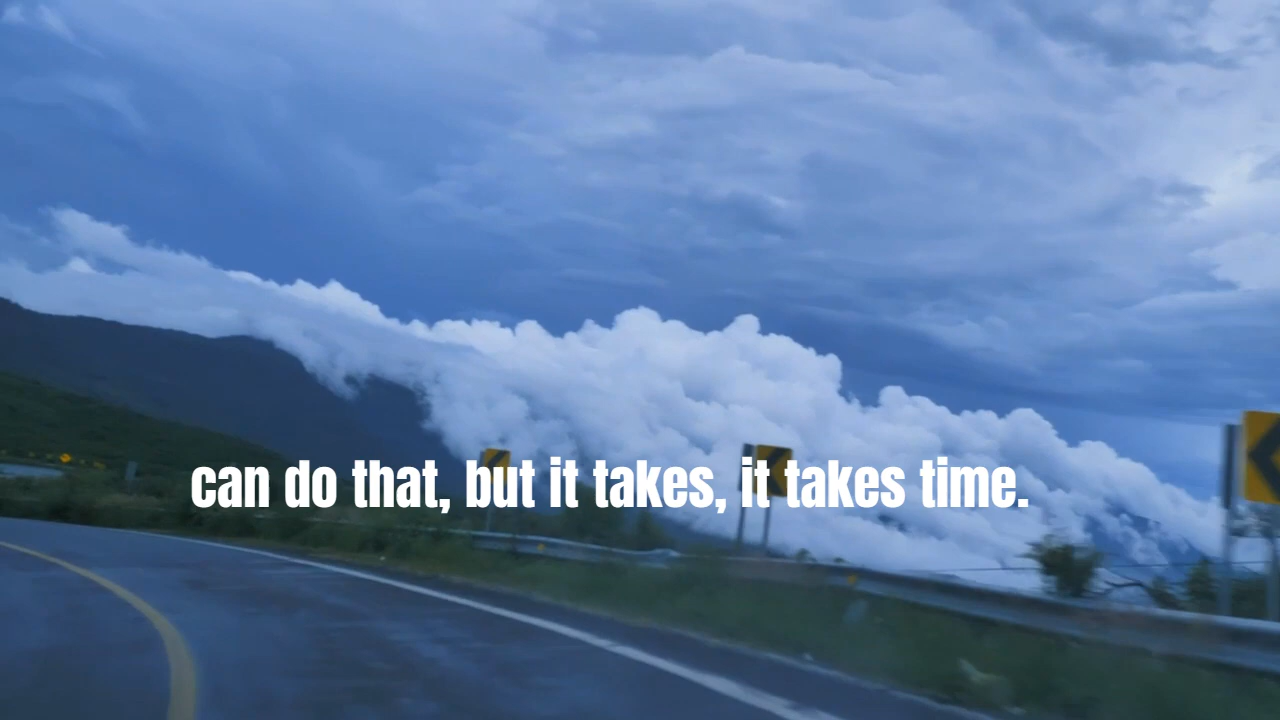 can do that, but it takes, it takes time.